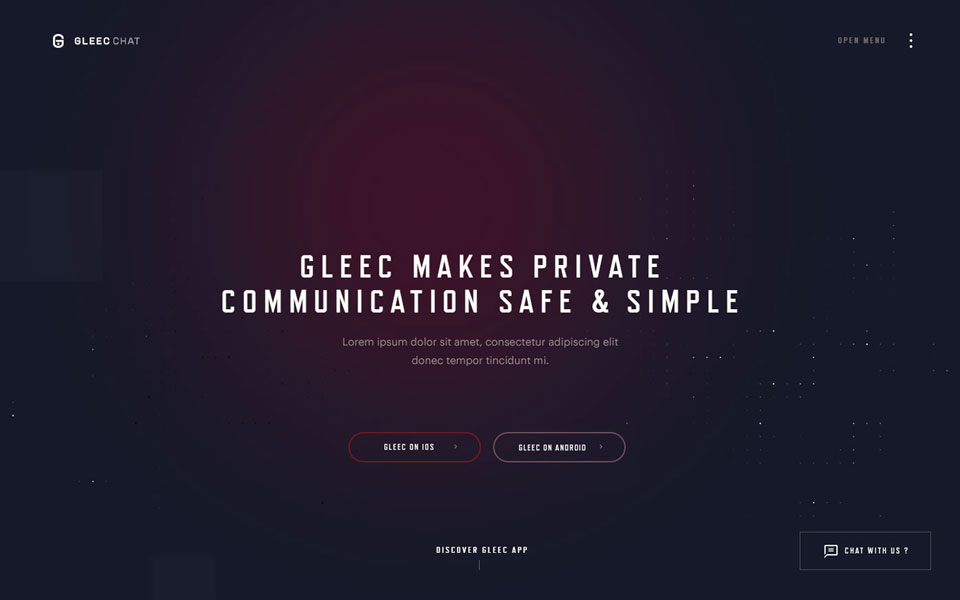 GLEEC CHAT
OPEN MENU
GLEEC MAKES PRIVATE
COMMUNICATION SAFE & SIMPLE
Lorem ipsum dolor sit amet, consectetur adipiscing elit
donec tempor tincidunt mi.
GLEEC ON IOS
GLEEC ON ANDROID
DISCOVER GLEEC APP
CHAT WITH US ?